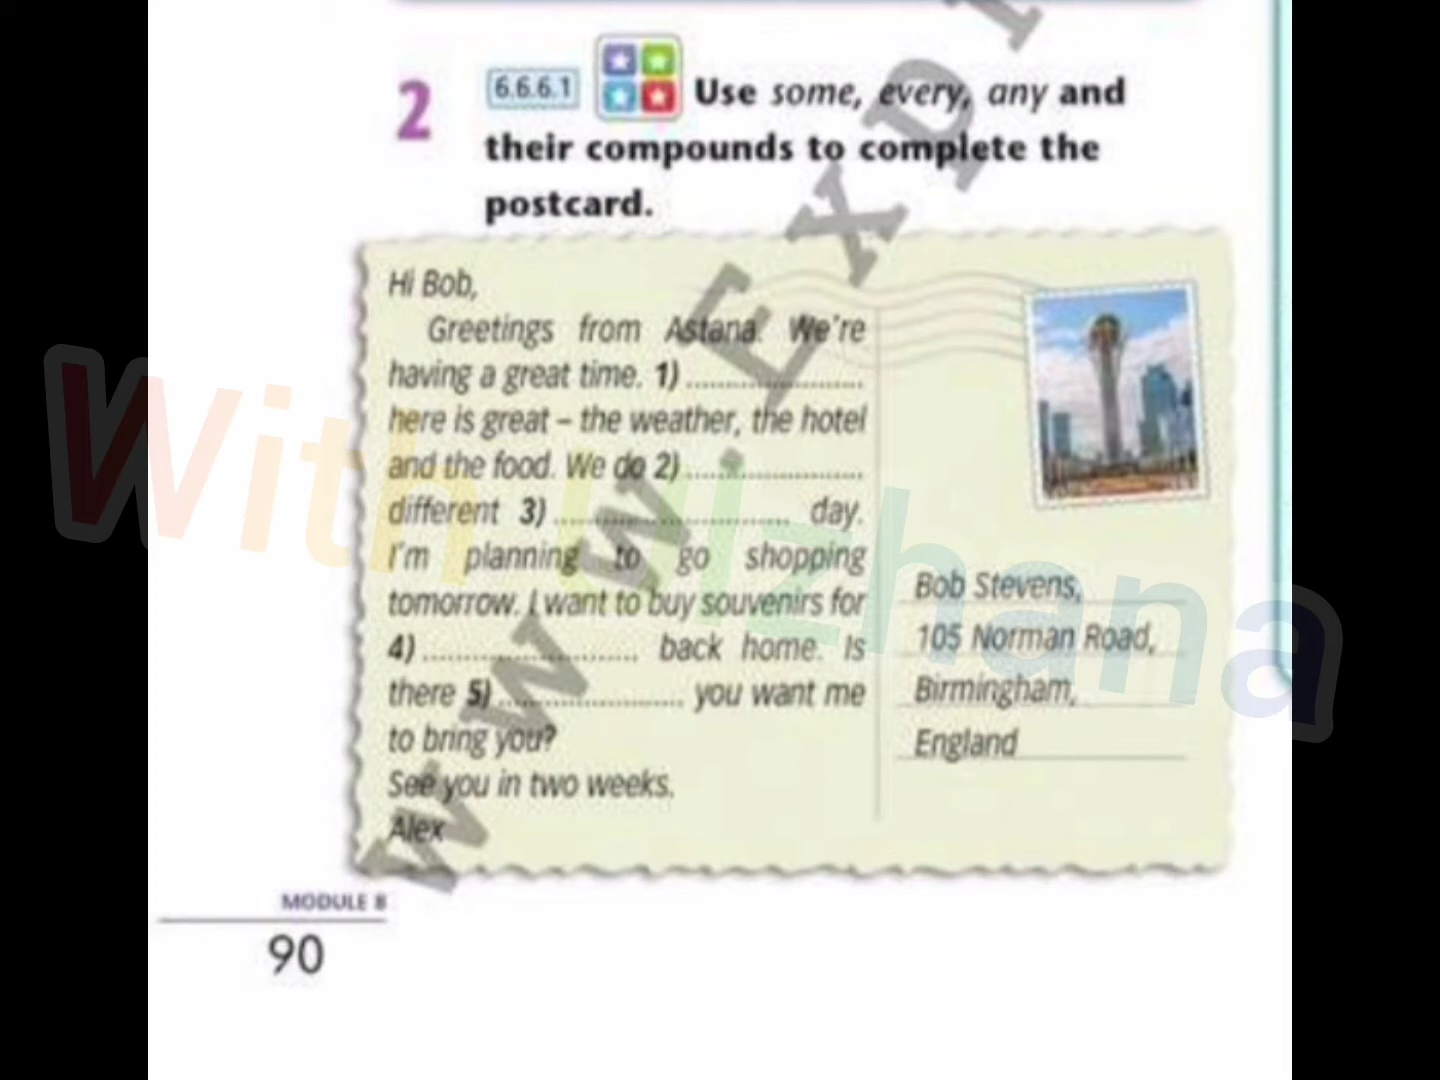 2 6.6.6.1 Use some, every, any and
their compounds to complete the
postcard.
Hi Bob,
Greetings from Astana. We're
having a great time. 1) ........................
here is great – the weather, the hotel
and the food. We do 2) ........................
different 3) ................................ day.
I'm planning to go shopping
tomorrow. I want to buy souvenirs for
4) ............................. back home. Is
there 5) ......................... you want me
to bring you?
See you in two weeks.
Alex
Bob Stevens,
105 Norman Road,
Birmingham,
England
MODULE 8
90
With Ulzhana